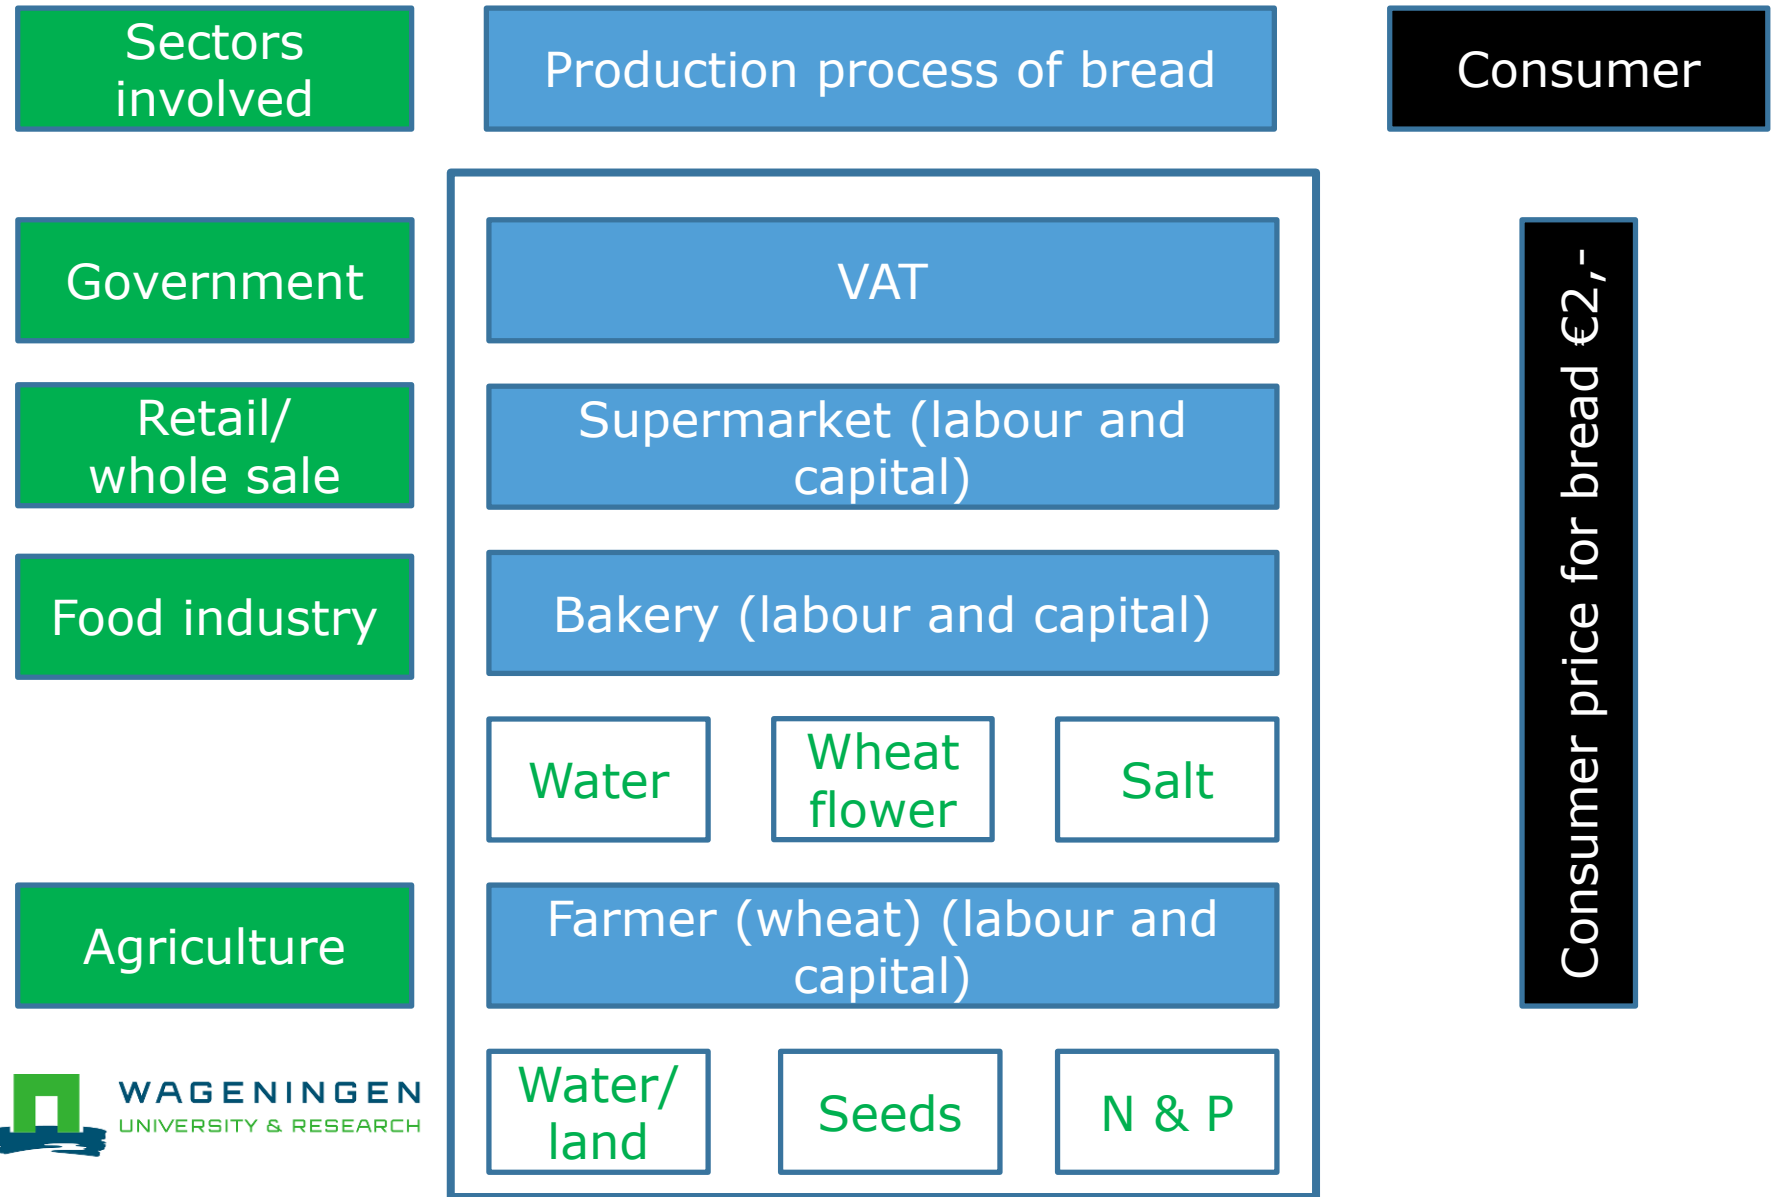 Sectors
involved
Production process of bread
Consumer
Government
VAT
Retail/
whole sale
Supermarket (labour and
capital)
Food industry
Bakery (labour and capital)
Water
Wheat
flower
Salt
Agriculture
Farmer (wheat) (labour and
capital)
Water/
land
Seeds
N & P
Consumer price for bread €2,-
WAGENINGEN
UNIVERSITY & RESEARCH